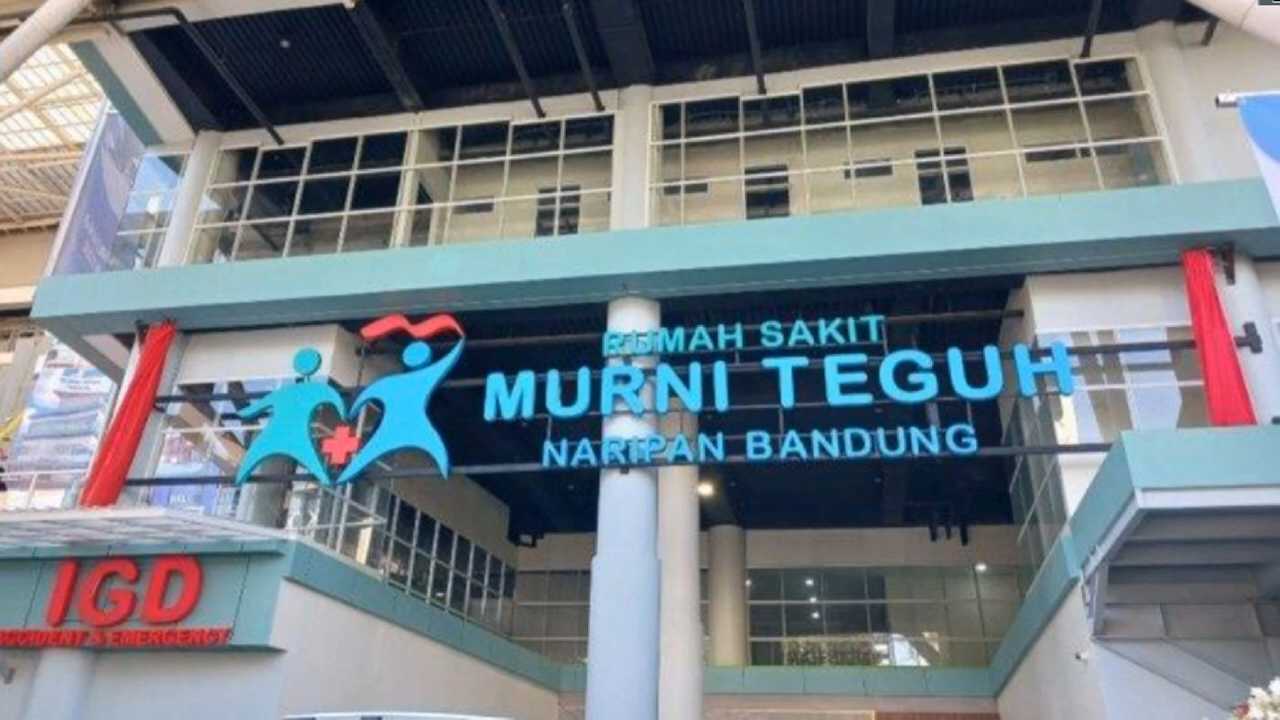 RUMAH SAKIT
MURNI TEGUH
NARIPAN BANDUNG
IGD
ACCIDENT & EMERGENCY